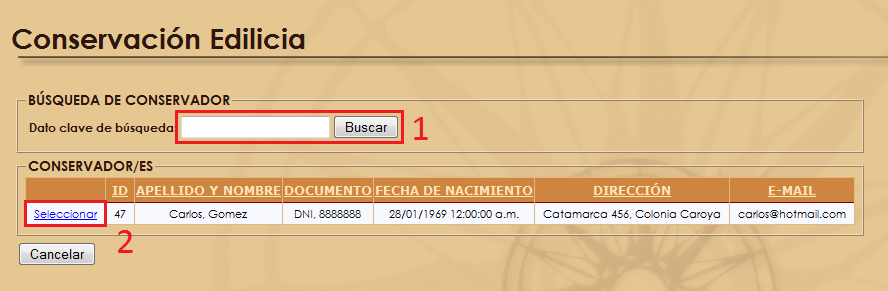 Conservación Edilicia
BÚSQUEDA DE CONSERVADOR
Dato clave de búsqueda: Buscar 1
CONSERVADOR/ES
ID APELLIDO Y NOMBRE DOCUMENTO FECHA DE NACIMIENTO DIRECCIÓN E-MAIL
Seleccionar 47 Carlos, Gomez DNI, 8888888 28/01/1969 12:00:00 a.m. Catamarca 456, Colonia Caroya carlos@hotmail.com
2
Cancelar